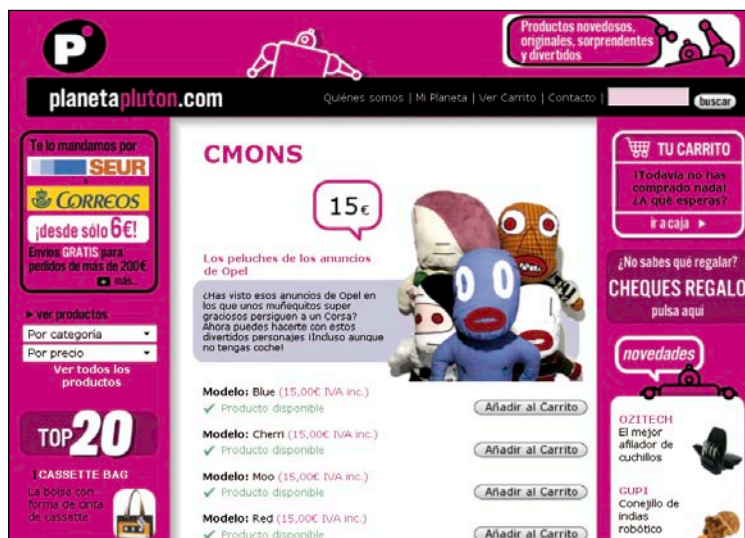 P
Productos novedosos,
originales, sorprendentes
y divertidos
planetapluton.com
Quiénes somos | Mi Planeta | Ver Carrito | Contacto |
buscar
Te lo mandamos por
SEUR
CORREOS
¡desde sólo 6€!
Envíos GRATIS para
pedidos de más de 200€
más...
ver productos
Por categoría
Por precio
Ver todos los
productos
TOP 20
1 CASSETTE BAG
La bolsa con
forma de cinta
de cassette
CMONS
15€
Los peluches de los anuncios
de Opel
¿Has visto esos anuncios de Opel en
los que unos muñequitos super
graciosos persiguen a un Corsa?
Ahora puedes hacerte con estos
divertidos personajes ¡Incluso aunque
no tengas coche!
Modelo: Blue (15,00€ IVA inc.)
Producto disponible
Añadir al Carrito
Modelo: Cherri (15,00€ IVA inc.)
Producto disponible
Añadir al Carrito
Modelo: Moo (15,00€ IVA inc.)
Producto disponible
Añadir al Carrito
Modelo: Red (15,00€ IVA inc.)
Producto disponible
Añadir al Carrito
TU CARRITO
¡Todavía no has
comprado nada!
¿A qué esperas?
ir a caja
¿No sabes qué regalar?
CHEQUES REGALO
pulsa aquí
novedades
OZITECH
El mejor
afilador de
cuchillos
GUPI
Conejillo de
indias
robótico